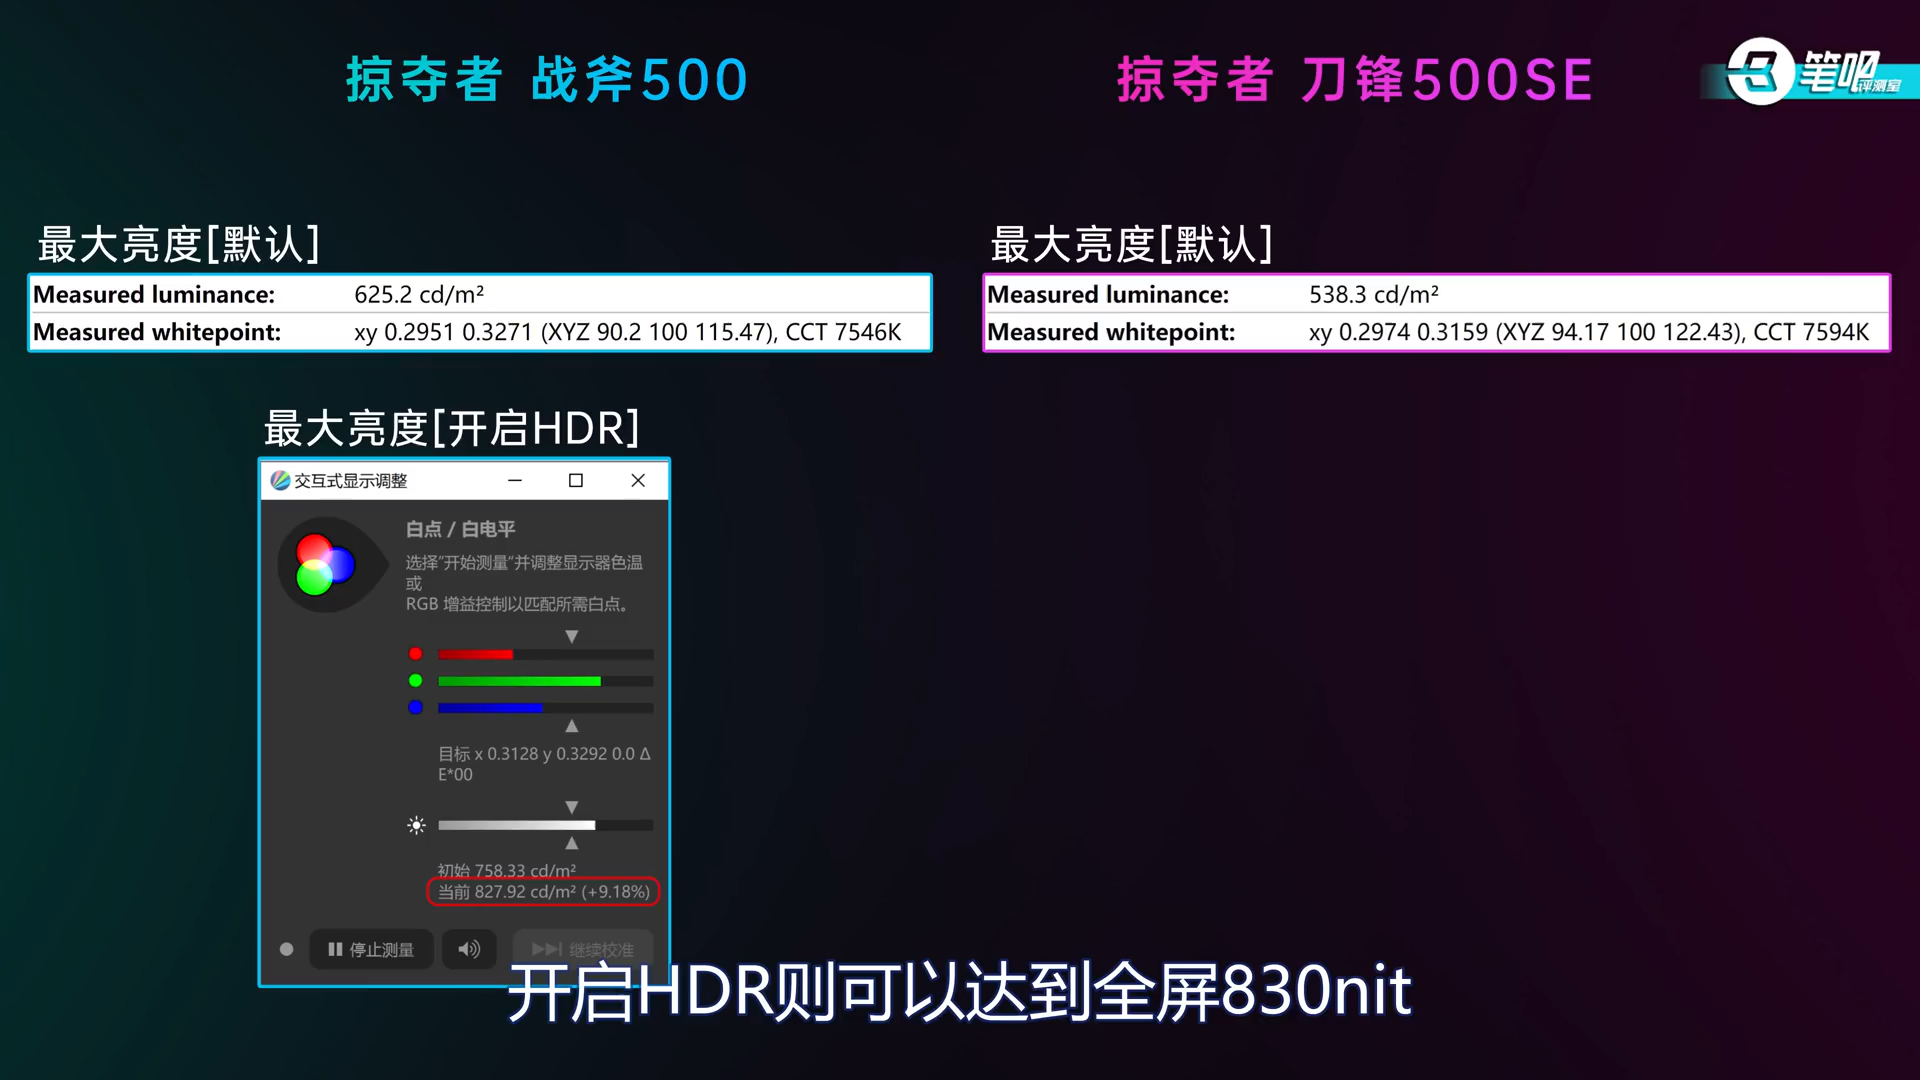 掠夺者 战斧500
掠夺者 刀锋500SE
笔吧
评测室
最大亮度[默认]
Measured luminance: 625.2 cd/m²
Measured whitepoint: xy 0.2951 0.3271 (XYZ 90.2 100 115.47), CCT 7546K
最大亮度[默认]
Measured luminance: 538.3 cd/m²
Measured whitepoint: xy 0.2974 0.3159 (XYZ 94.17 100 122.43), CCT 7594K
最大亮度[开启HDR]
交互式显示调整
白点 / 白电平
选择"开始测量"并调整显示器色温
或
RGB 增益控制以匹配所需白点。
目标 x 0.3128 y 0.3292 0.0 Δ
E*00
初始 758.33 cd/m²
当前 827.92 cd/m² (+9.18%)
停止测量
继续校准
开启HDR则可以达到全屏830nit